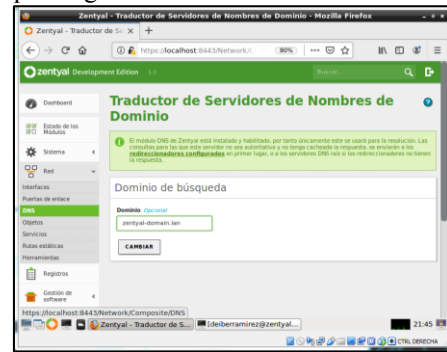 Zentyal - Traductor de Servidores de Nombres de Dominio - Mozilla Firefox
Zentyal - Traductor de Se
https://localhost:8443/Network/C
80%
zentyal Development Edition 5.0
Buscar...
Dashboard
Estado de los Módulos
Sistema
Red
Interfaces
Puertas de enlace
DNS
Objetos
Servicios
Rutas estáticas
Herramientas
Registros
Gestión de software
Traductor de Servidores de Nombres de
Dominio
El módulo DNS de Zentyal está instalado y habilitado, por tanto únicamente este se usará para la resolución. Las
consultas para las que este servidor no sea autoritativo y no tenga cacheada la respuesta, se enviarán a los
redireccionadores configurados en primer lugar, o a los servidores DNS raíz si los redireccionadores no tienen
la respuesta.
Dominio de búsqueda
Dominio Opcional
zentyal-domain.lan
CAMBIAR
https://localhost:8443/Network/Composite/DNS
Zentyal - Traductor de S...
[deiberramirez@zentyal...
21:45
CTRL DERECHA